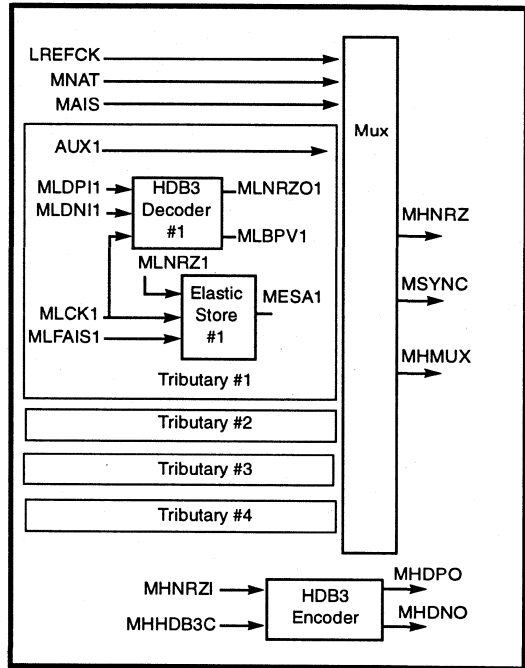 LREFCK
MNAT
MAIS
Mux
AUX1
MLDPI1
MLDNI1
HDB3
Decoder
#1
MLNRZO1
MLBPV1
MLNRZ1
MLCK1
MLFAIS1
Elastic
Store
#1
MESA1
Tributary #1
Tributary #2
Tributary #3
Tributary #4
MHNRZ
MSYNC
MHMUX
MHNRZI
MHHDB3C
HDB3
Encoder
MHDPO
MHDNO